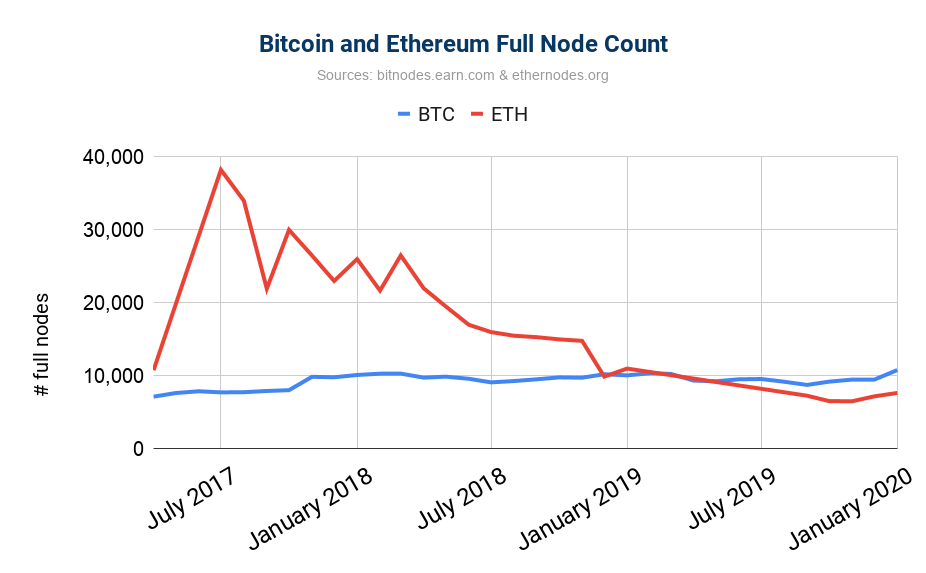 Bitcoin and Ethereum Full Node Count
Sources: bitnodes.earn.com & ethernodes.org
BTC ETH
40,000
30,000
20,000
10,000
0
# full nodes
July 2017
January 2018
July 2018
January 2019
July 2019
January 2020